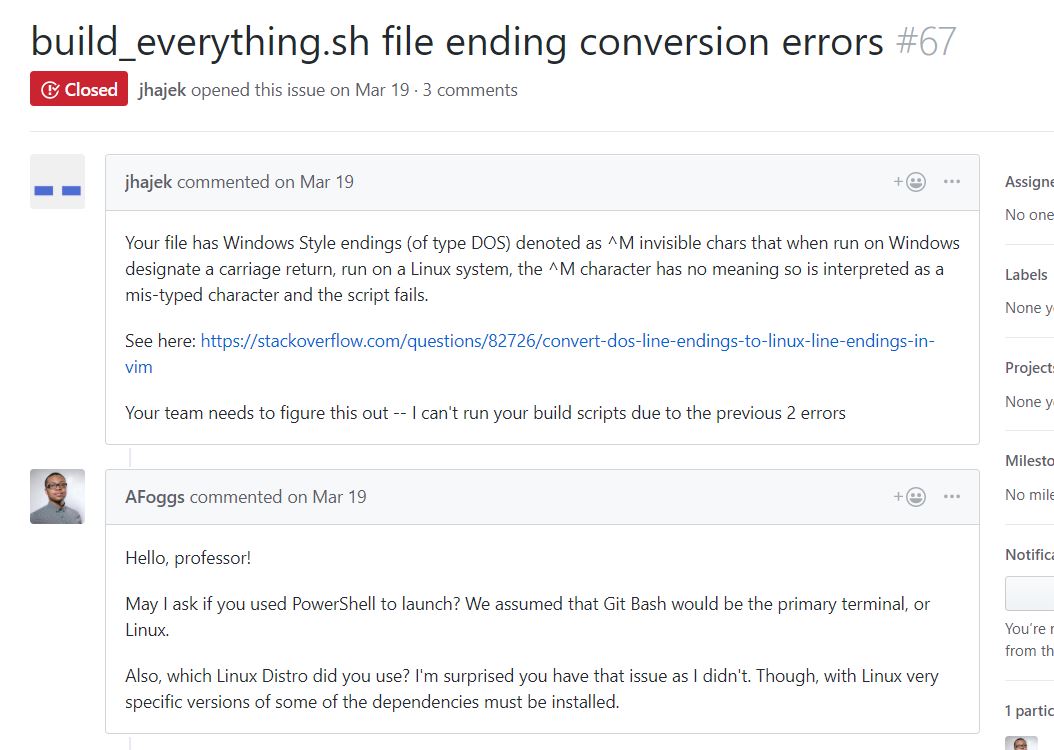 build_everything.sh file ending conversion errors #67
Closed jhajek opened this issue on Mar 19 · 3 comments
jhajek commented on Mar 19
Your file has Windows Style endings (of type DOS) denoted as ^M invisible chars that when run on Windows
designate a carriage return, run on a Linux system, the ^M character has no meaning so is interpreted as a
mis-typed character and the script fails.
See here: https://stackoverflow.com/questions/82726/convert-dos-line-endings-to-linux-line-endings-in-
vim
Your team needs to figure this out -- I can't run your build scripts due to the previous 2 errors
AFoggs commented on Mar 19
Hello, professor!
May I ask if you used PowerShell to launch? We assumed that Git Bash would be the primary terminal, or
Linux.
Also, which Linux Distro did you use? I'm surprised you have that issue as I didn't. Though, with Linux very
specific versions of some of the dependencies must be installed.
Assigne
No one
Labels
None y
Projects
None y
Milesto
No mile
Notifica
You're r
from th
1 partic